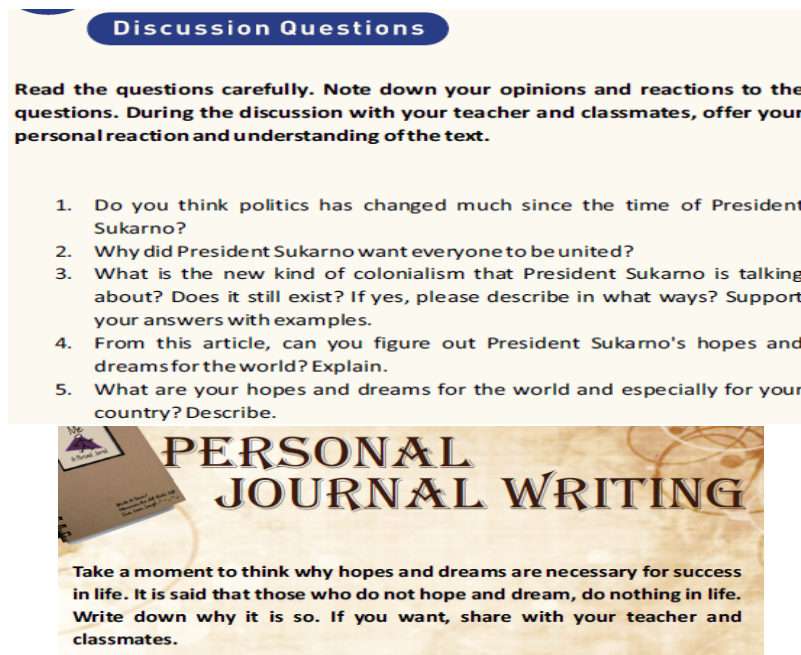 Discussion Questions
Read the questions carefully. Note down your opinions and reactions to the
questions. During the discussion with your teacher and classmates, offer your
personal reaction and understanding of the text.
1. Do you think politics has changed much since the time of President
Sukarno?
2. Why did President Sukarno want everyone to be united?
3. What is the new kind of colonialism that President Sukarno is talking
about? Does it still exist? If yes, please describe in what ways? Support
your answers with examples.
4. From this article, can you figure out President Sukarno's hopes and
dreams for the world? Explain.
5. What are your hopes and dreams for the world and especially for your
country? Describe.
Me
A Personal Journal
PERSONAL
JOURNAL WRITING
Take a moment to think why hopes and dreams are necessary for success
in life. It is said that those who do not hope and dream, do nothing in life.
Write down why it is so. If you want, share with your teacher and
classmates.